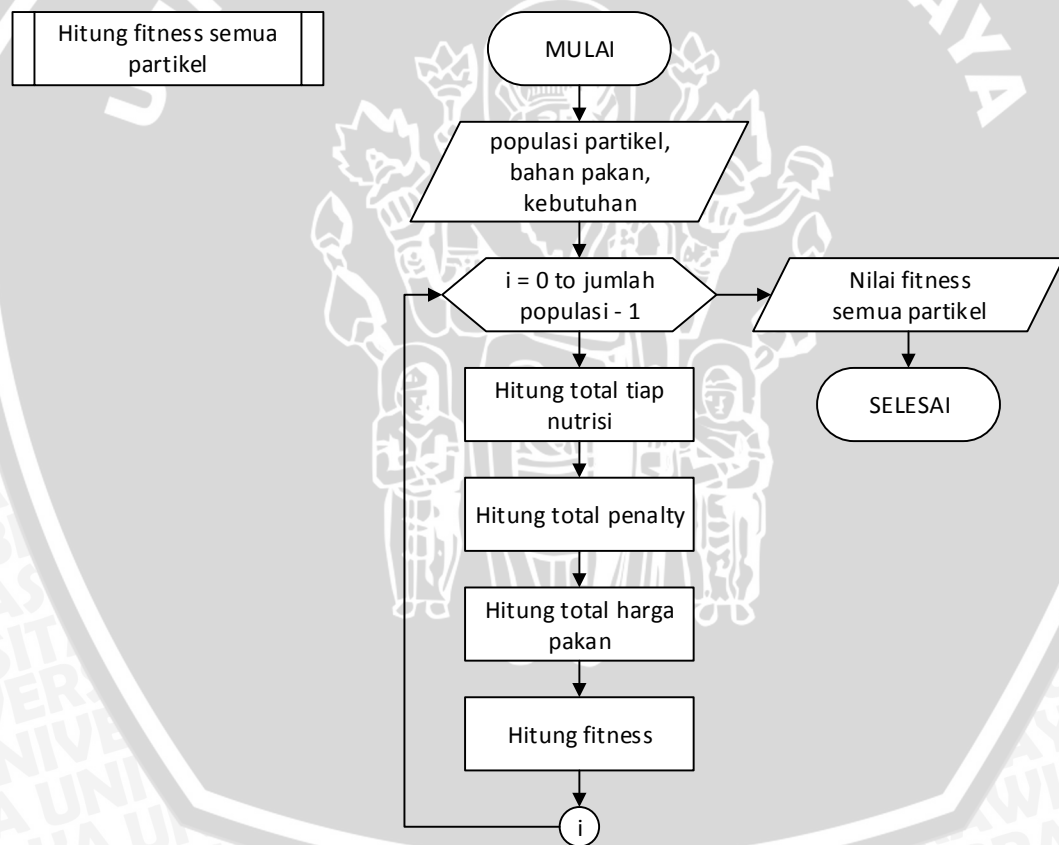 Hitung fitness semua
partikel
MULAI
populasi partikel,
bahan pakan,
kebutuhan
i = 0 to jumlah
populasi - 1
Nilai fitness
semua partikel
Hitung total tiap
nutrisi
SELESAI
Hitung total penalty
Hitung total harga
pakan
Hitung fitness
i